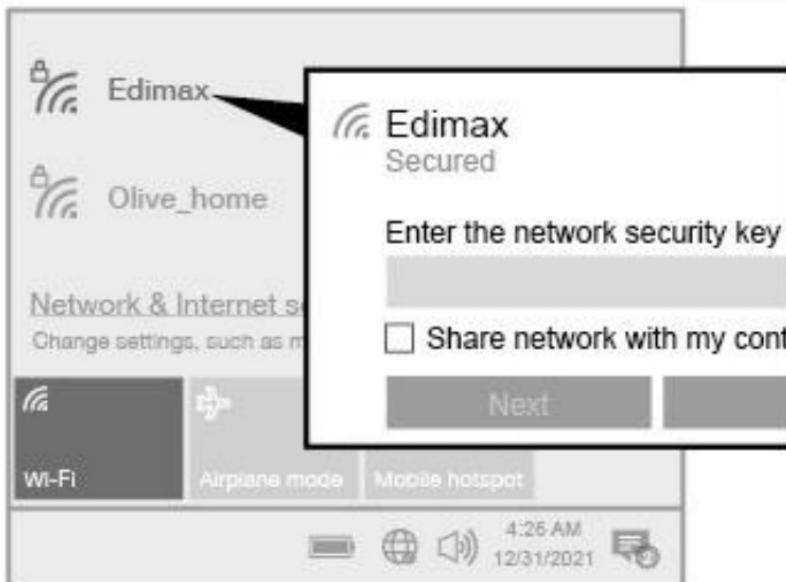 Edimax
Olive_home
Network & Internet s
Change settings, such as m
Wi-Fi
Airplane mode
Mobile hotspot
4:26 AM
12/31/2021
Edimax
Secured
Enter the network security key
Share network with my cont
Next